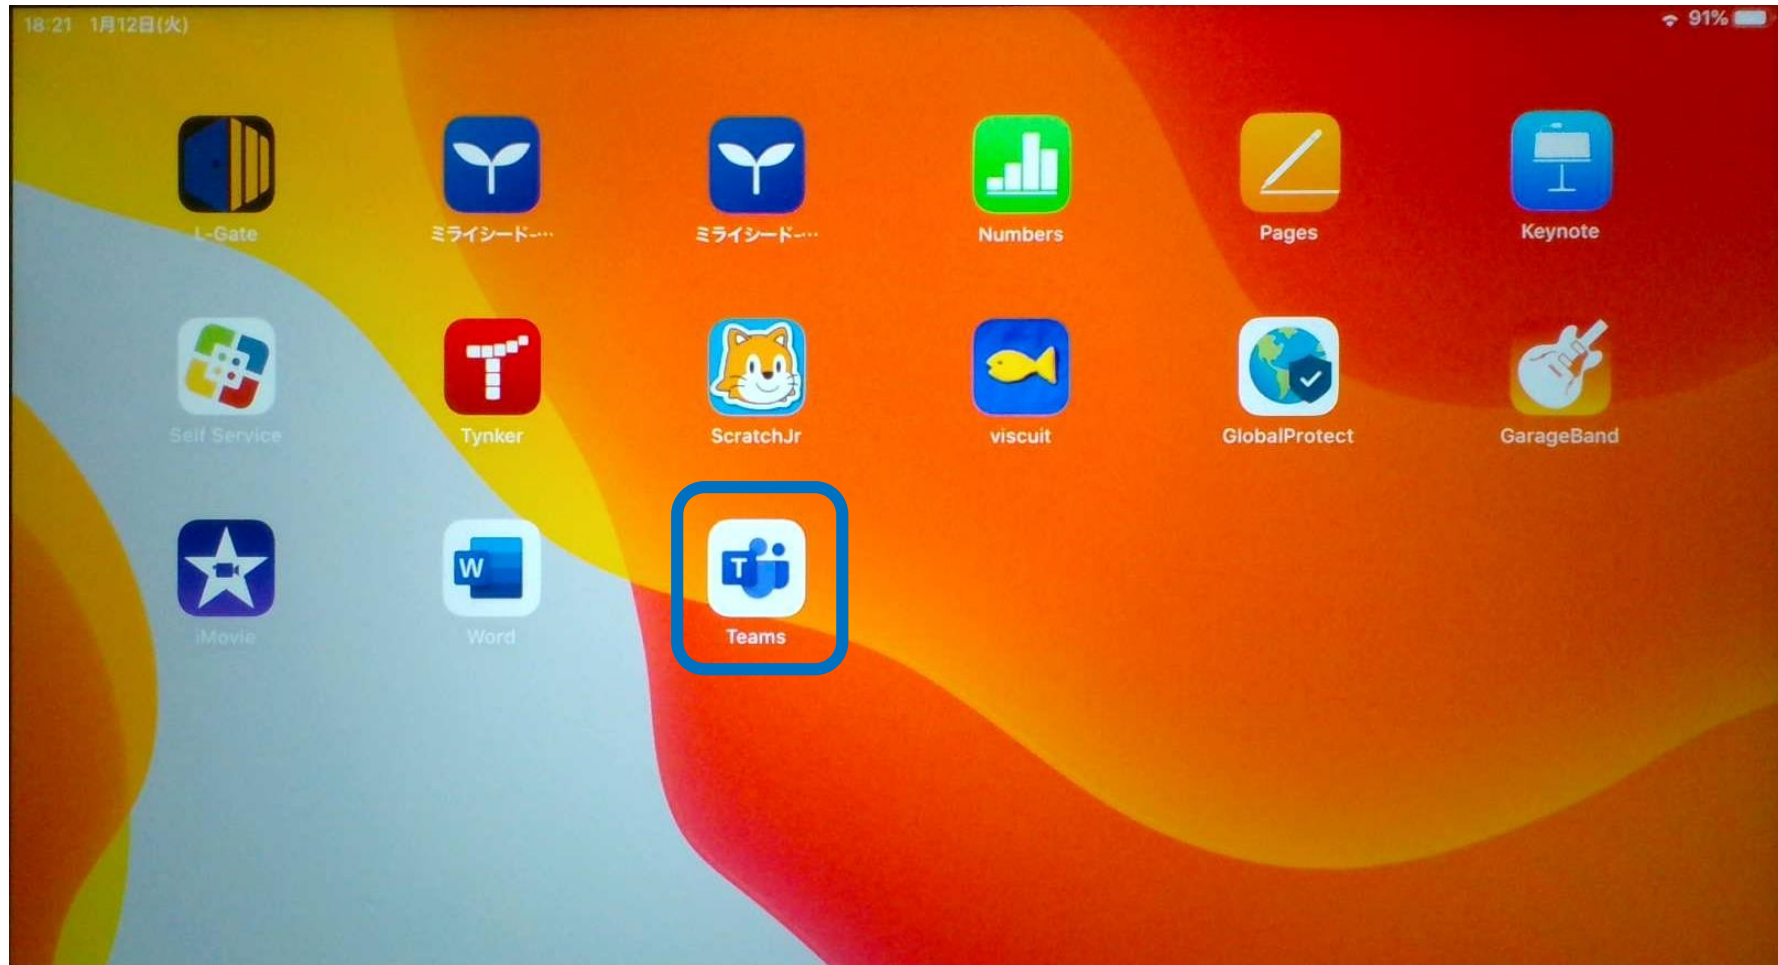 18:21 1月12日(火)
91%
L-Gate
ミライシード-…
ミライシード-…
Numbers
Pages
Keynote
Self Service
Tynker
ScratchJr
viscuit
GlobalProtect
GarageBand
iMovie
W
Word
T
Teams